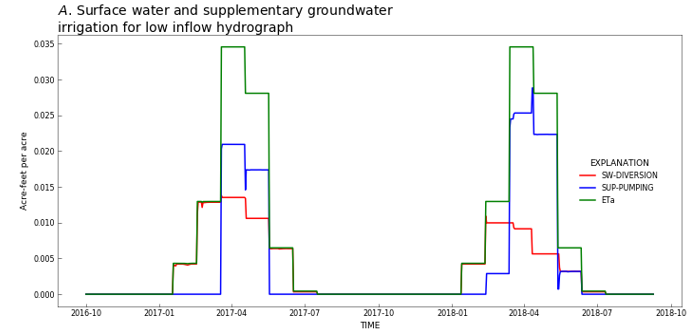 A. Surface water and supplementary groundwater
irrigation for low inflow hydrograph
0.035
0.030
0.025
0.020
0.015
0.010
0.005
0.000
Acre-feet per acre
EXPLANATION
SW-DIVERSION
SUP-PUMPING
ETa
2016-10 2017-01 2017-04 2017-07 2017-10 2018-01 2018-04 2018-07 2018-10
TIME